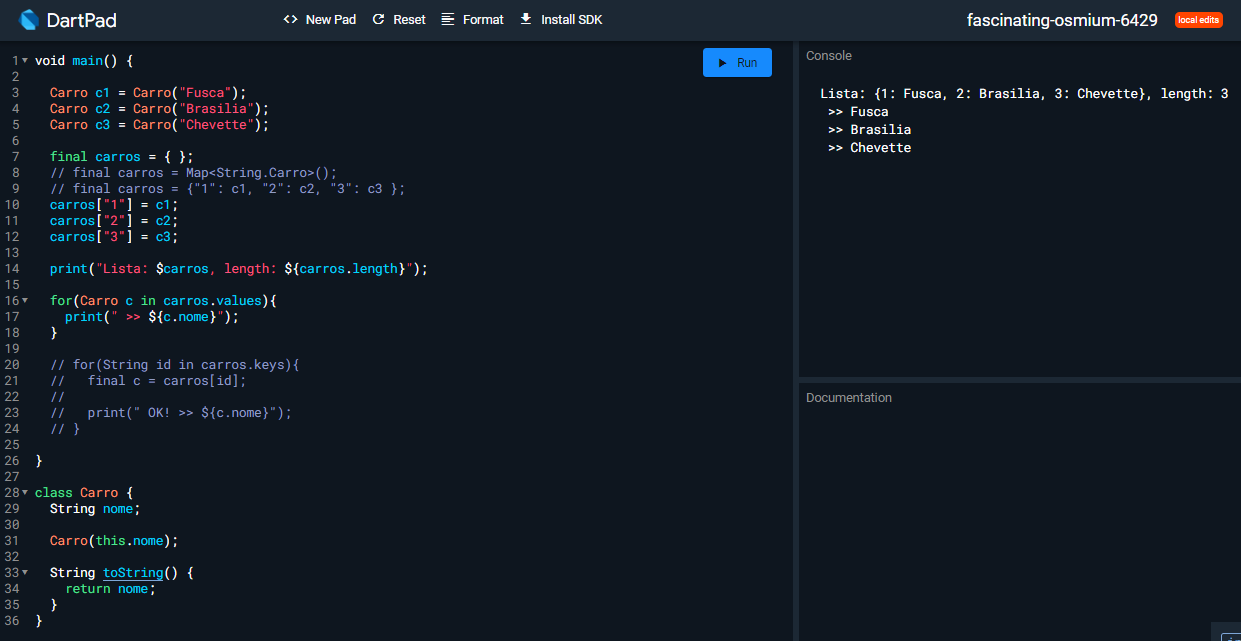 DartPad
<> New Pad
Reset
Format
Install SDK
fascinating-osmium-6429
local edits
Run
1 void main() {
2
3   Carro c1 = Carro("Fusca");
4   Carro c2 = Carro("Brasilia");
5   Carro c3 = Carro("Chevette");
6
7   final carros = { };
8   // final carros = Map<String.Carro>();
9   // final carros = {"1": c1, "2": c2, "3": c3 };
10   carros["1"] = c1;
11   carros["2"] = c2;
12   carros["3"] = c3;
13
14   print("Lista: $carros, length: ${carros.length}");
15
16   for(Carro c in carros.values){
17     print(" >> ${c.nome}");
18   }
19
20   // for(String id in carros.keys){
21   //   final c = carros[id];
22   //
23   //   print(" OK! >> ${c.nome}");
24   // }
25
26 }
27
28 class Carro {
29   String nome;
30
31   Carro(this.nome);
32
33   String toString() {
34     return nome;
35   }
36 }
Console
Lista: {1: Fusca, 2: Brasilia, 3: Chevette}, length: 3
>> Fusca
>> Brasilia
>> Chevette
Documentation